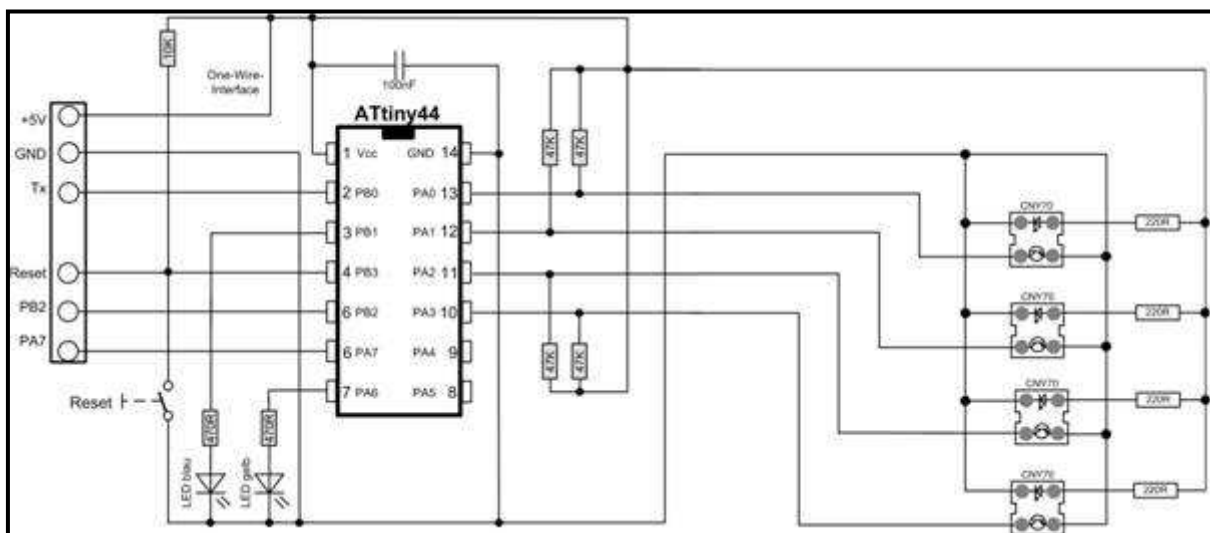 10K
One-Wire-
Interface
100nF
ATtiny44
+5V
GND
Tx
Reset
PB2
PA7
Reset
1 Vcc GND 14
2 PB0 PA0 13
3 PB1 PA1 12
4 PB3 PA2 11
6 PB2 PA3 10
6 PA7 PA4 9
7 PA6 PA5 8
470R
470R
LED blau
LED gelb
47K
47K
47K
47K
CNY70
220R
CNY70
220R
CNY70
220R
CNY70
220R